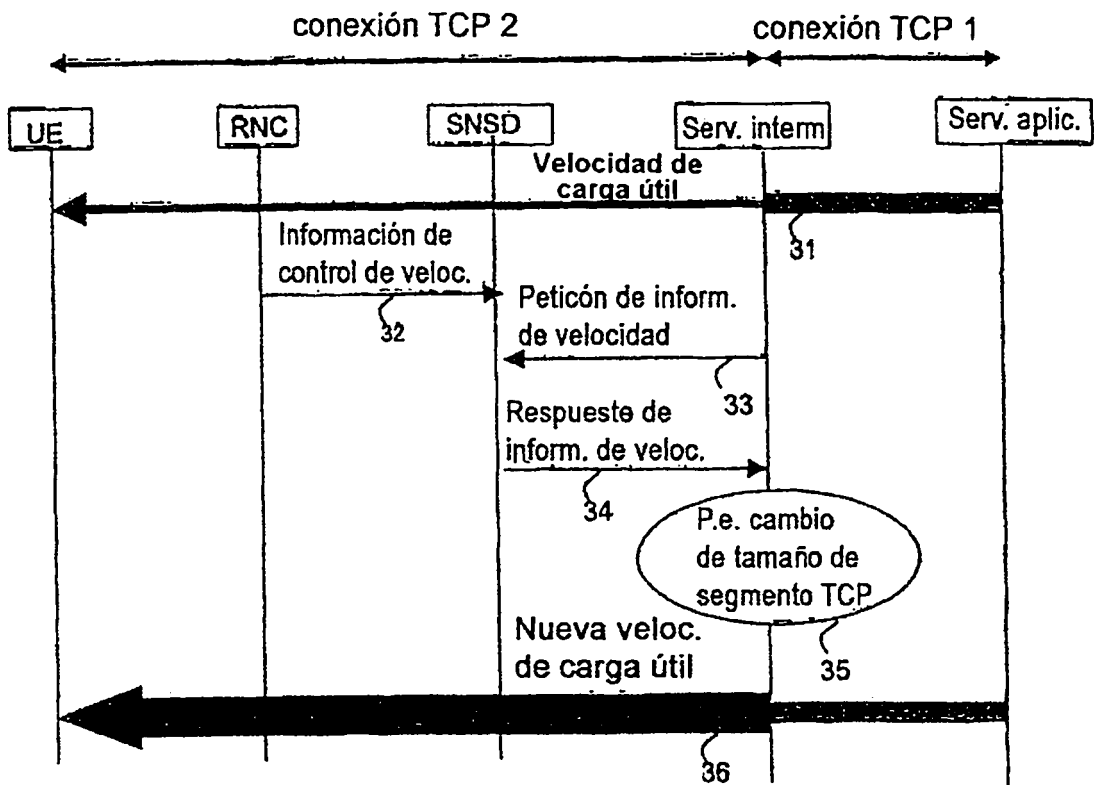 conexión TCP 2
conexión TCP 1
UE
RNC
SNSD
Serv. interm
Serv. aplic.
Velocidad de
carga útil
31
Información de
control de veloc.
32
Peticón de inform.
de velocidad
33
Respueste de
inform. de veloc.
34
P.e. cambio
de tamaño de
segmento TCP
35
Nueva veloc.
de carga útil
36